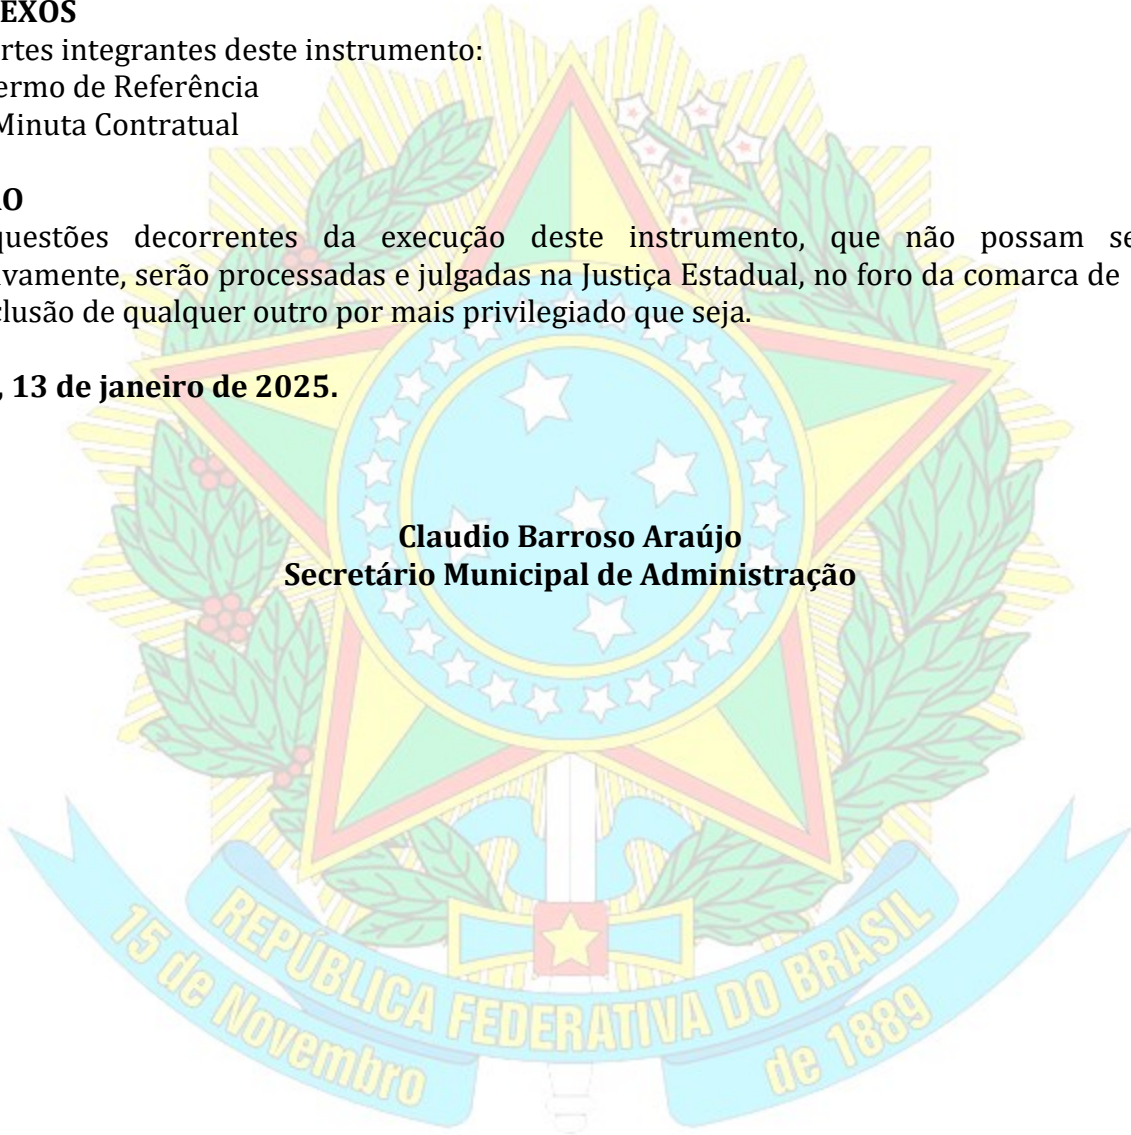 EXOS
rtes integrantes deste instrumento:
ermo de Referência
Minuta Contratual
O
questões decorrentes da execução deste instrumento, que não possam se
vamente, serão processadas e julgadas na Justiça Estadual, no foro da comarca de
clusão de qualquer outro por mais privilegiado que seja.
, 13 de janeiro de 2025.
Claudio Barroso Araújo
Secretário Municipal de Administração
REPÚBLICA FEDERATIVA DO BRASIL
15 de Novembro de 1889